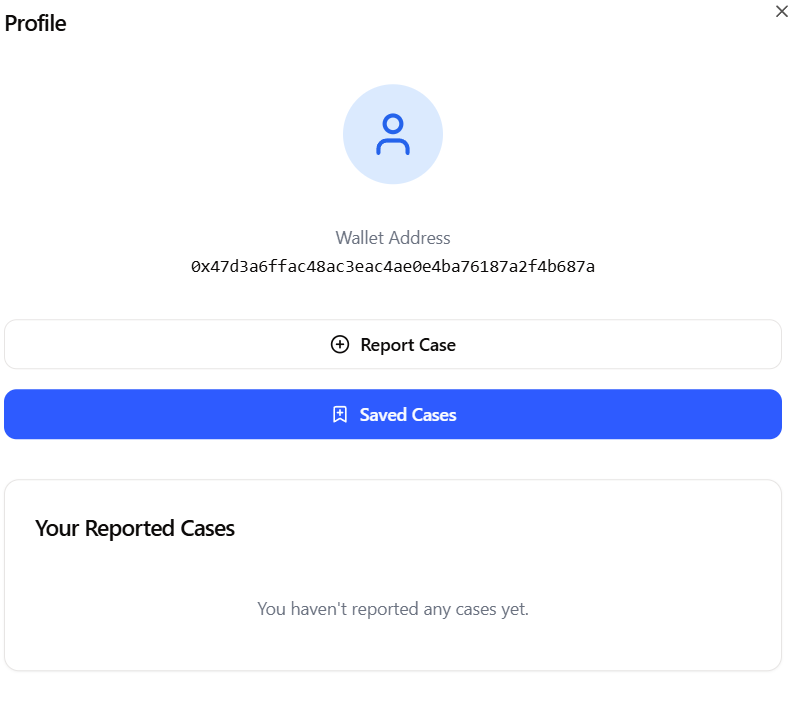 Profile
Wallet Address
0x47d3a6ffac48ac3eac4ae0e4ba76187a2f4b687a
Report Case
Saved Cases
Your Reported Cases
You haven't reported any cases yet.